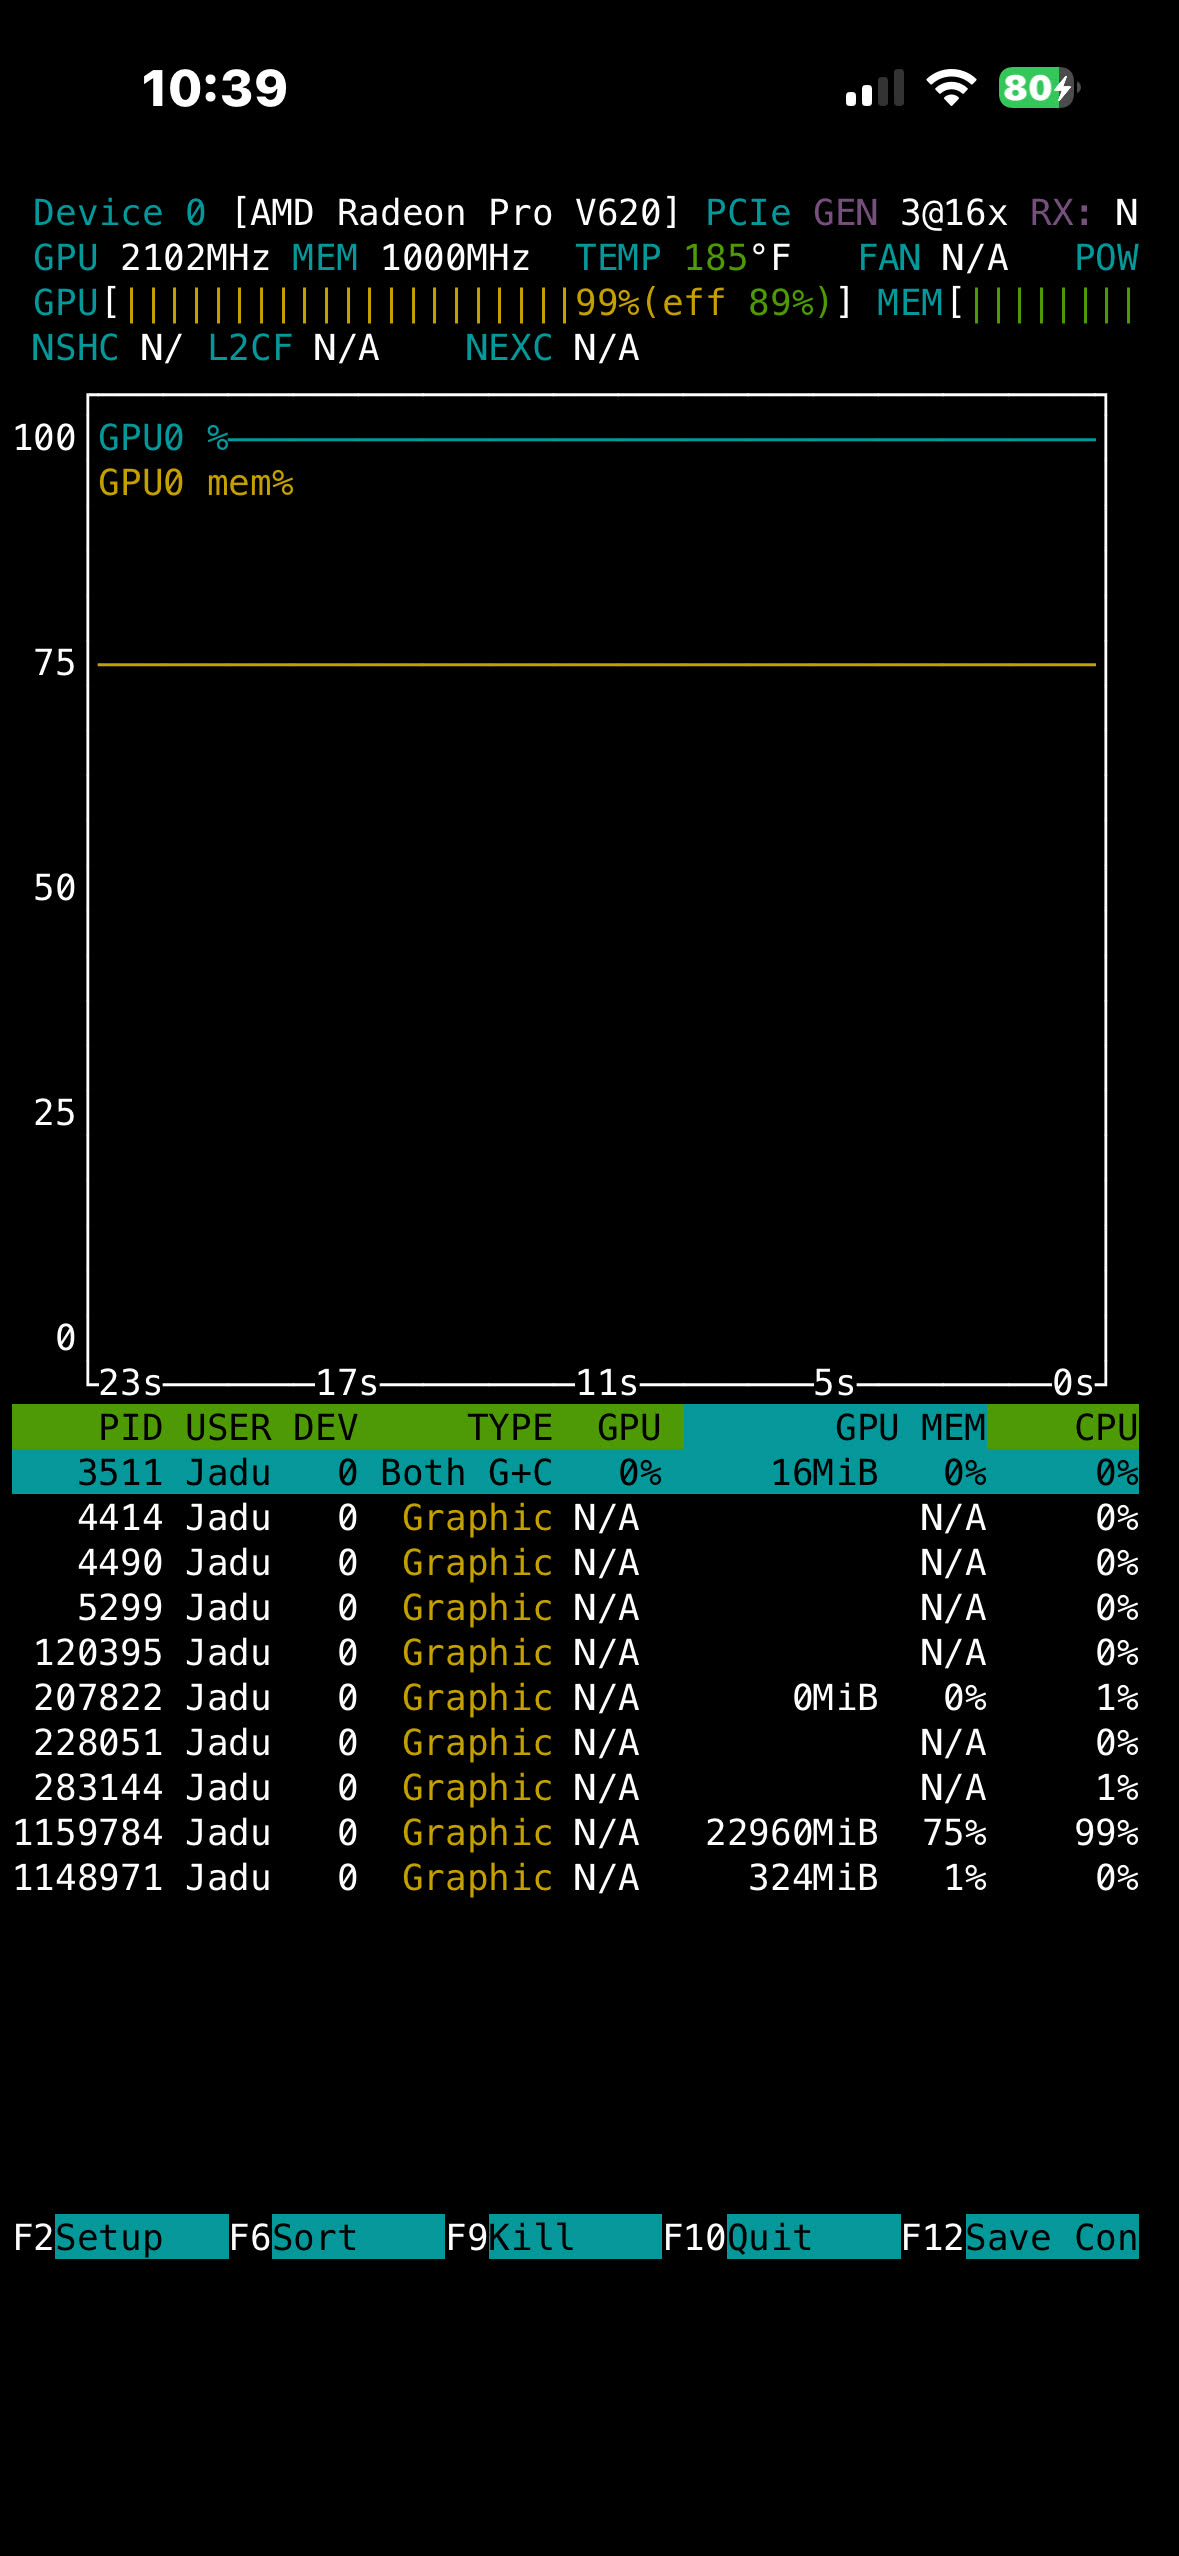 10:39
80
Device 0 [AMD Radeon Pro V620] PCIe GEN 3@16x RX: N
GPU 2102MHz MEM 1000MHz TEMP 185°F FAN N/A POW
GPU[|||||||||||||||||||||99%(eff 89%)] MEM[||||||||
NSHC N/ L2CF N/A NEXC N/A
100
GPU0 %
GPU0 mem%
75
50
25
0
23s 17s 11s 5s 0s
PID USER DEV TYPE GPU GPU MEM CPU
3511 Jadu 0 Both G+C 0% 16MiB 0% 0%
4414 Jadu 0 Graphic N/A N/A 0%
4490 Jadu 0 Graphic N/A N/A 0%
5299 Jadu 0 Graphic N/A N/A 0%
120395 Jadu 0 Graphic N/A N/A 0%
207822 Jadu 0 Graphic N/A 0MiB 0% 1%
228051 Jadu 0 Graphic N/A N/A 0%
283144 Jadu 0 Graphic N/A N/A 1%
1159784 Jadu 0 Graphic N/A 22960MiB 75% 99%
1148971 Jadu 0 Graphic N/A 324MiB 1% 0%
F2Setup F6Sort F9Kill F10Quit F12Save Con